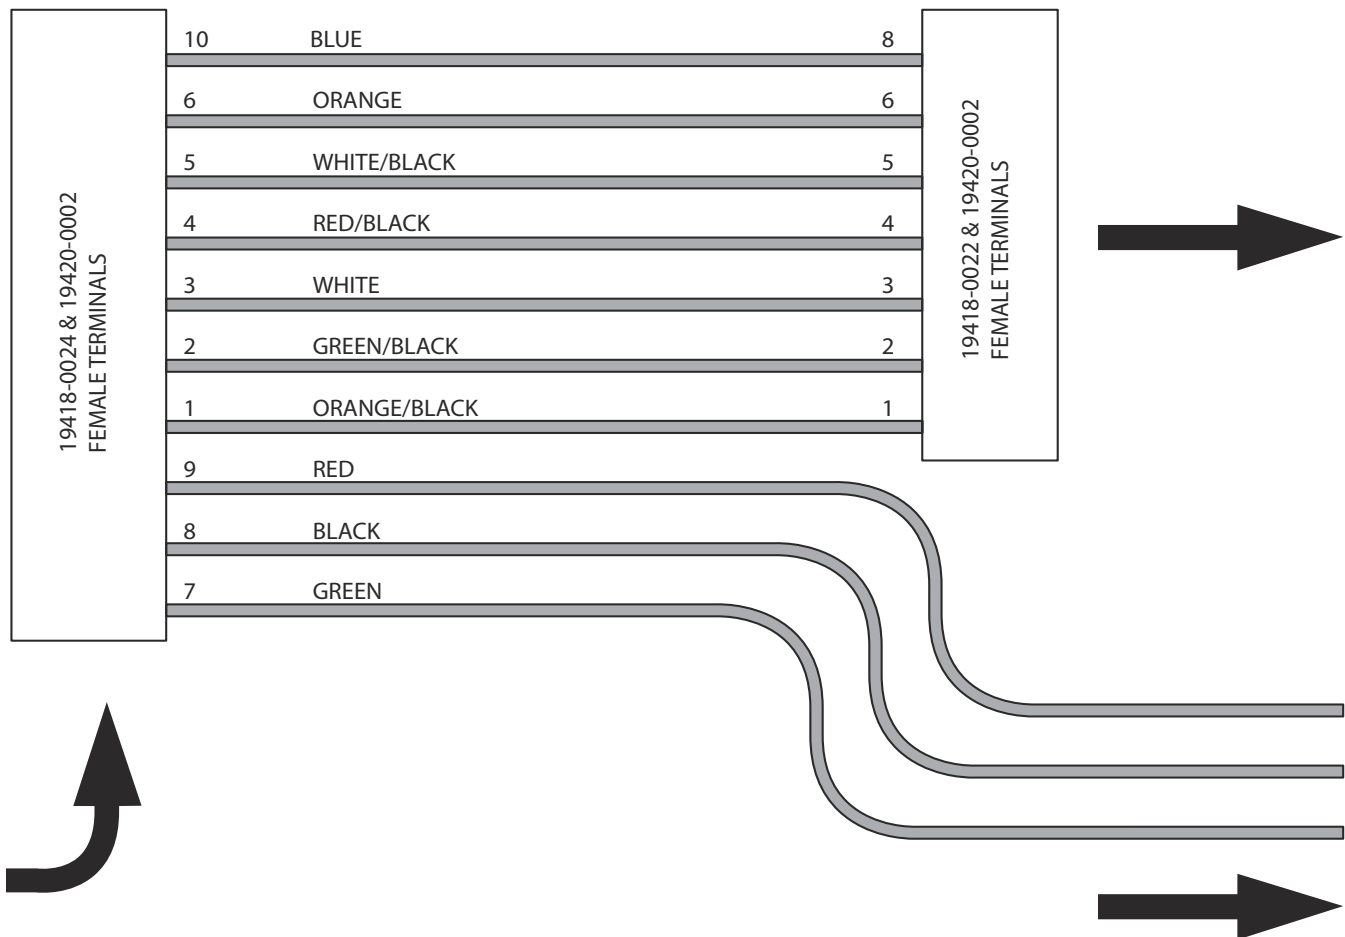 10 BLUE 8
6 ORANGE 6
5 WHITE/BLACK 5
4 RED/BLACK 4
3 WHITE 3
2 GREEN/BLACK 2
1 ORANGE/BLACK 1
9 RED
8 BLACK
7 GREEN
19418-0024 & 19420-0002
FEMALE TERMINALS
19418-0022 & 19420-0002
FEMALE TERMINALS